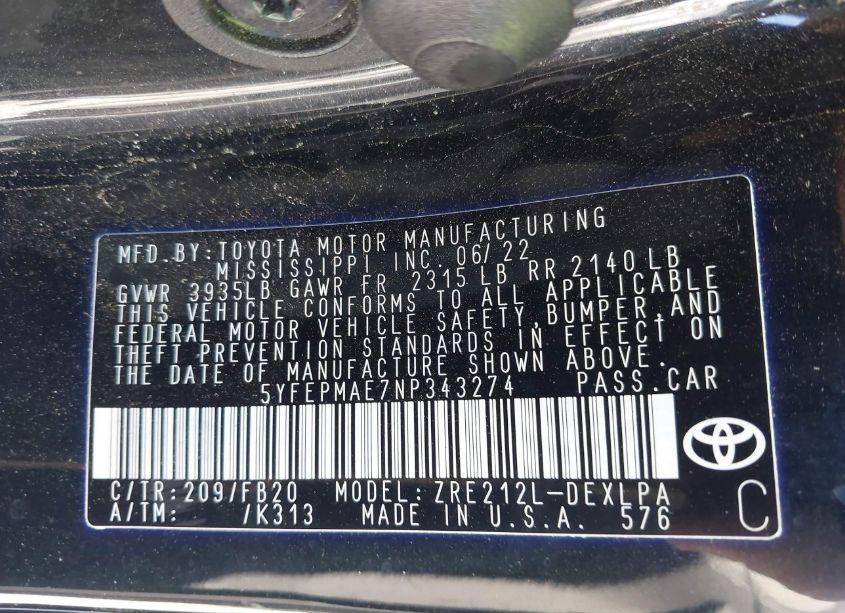 MFD. BY: TOYOTA MOTOR MANUFACTURING
MISSISSIPPI INC. 06/22
GVWR 3935LB GAWR FR 2315 LB RR 2140 LB
THIS VEHICLE CONFORMS TO ALL APPLICABLE
FEDERAL MOTOR VEHICLE SAFETY, BUMPER, AND
THEFT PREVENTION STANDARDS IN EFFECT ON
THE DATE OF MANUFACTURE SHOWN ABOVE.
5YFEPMAE7NP343274 PASS. CAR
C/TR: 209/FB20 MODEL: ZRE212L-DEXLPA
A/TM: /K313 MADE IN U.S.A. 576
C